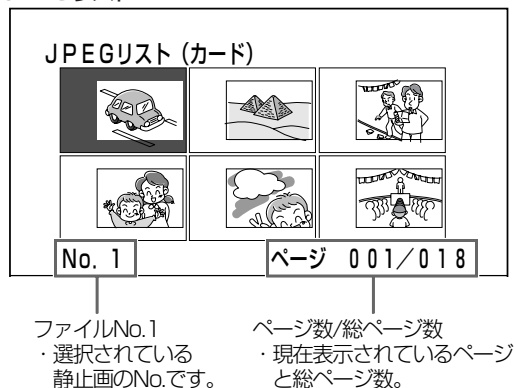 JPEGリスト（カード）
No. 1
ページ 001／018
ファイルNo.1
・選択されている
静止画のNo.です。
ページ数/総ページ数
・現在表示されているページ
と総ページ数。